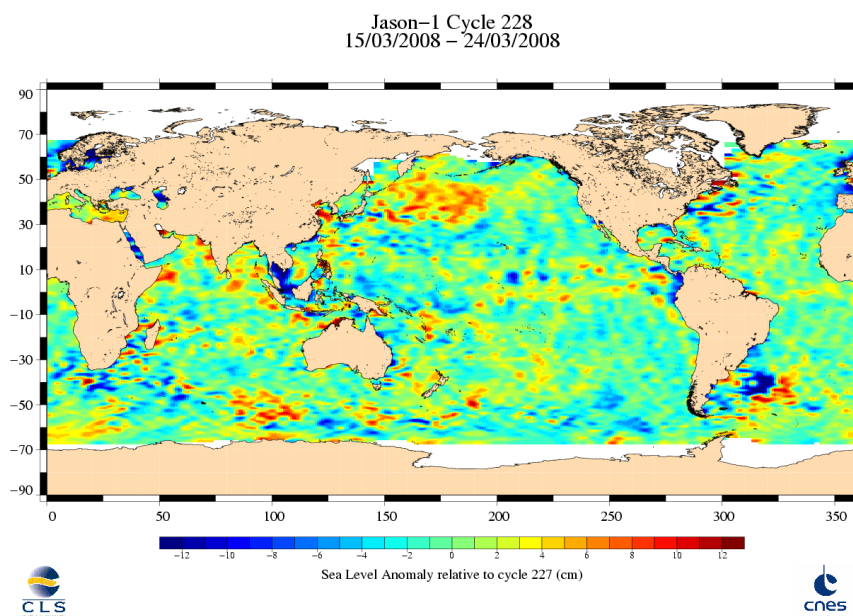 Jason−1 Cycle 228
15/03/2008 − 24/03/2008
90
70
50
30
10
−10
−30
−50
−70
−90
0 50 100 150 200 250 300 350
−12 −10 −8 −6 −4 −2 0 2 4 6 8 10 12
Sea Level Anomaly relative to cycle 227 (cm)
CLS
cnes